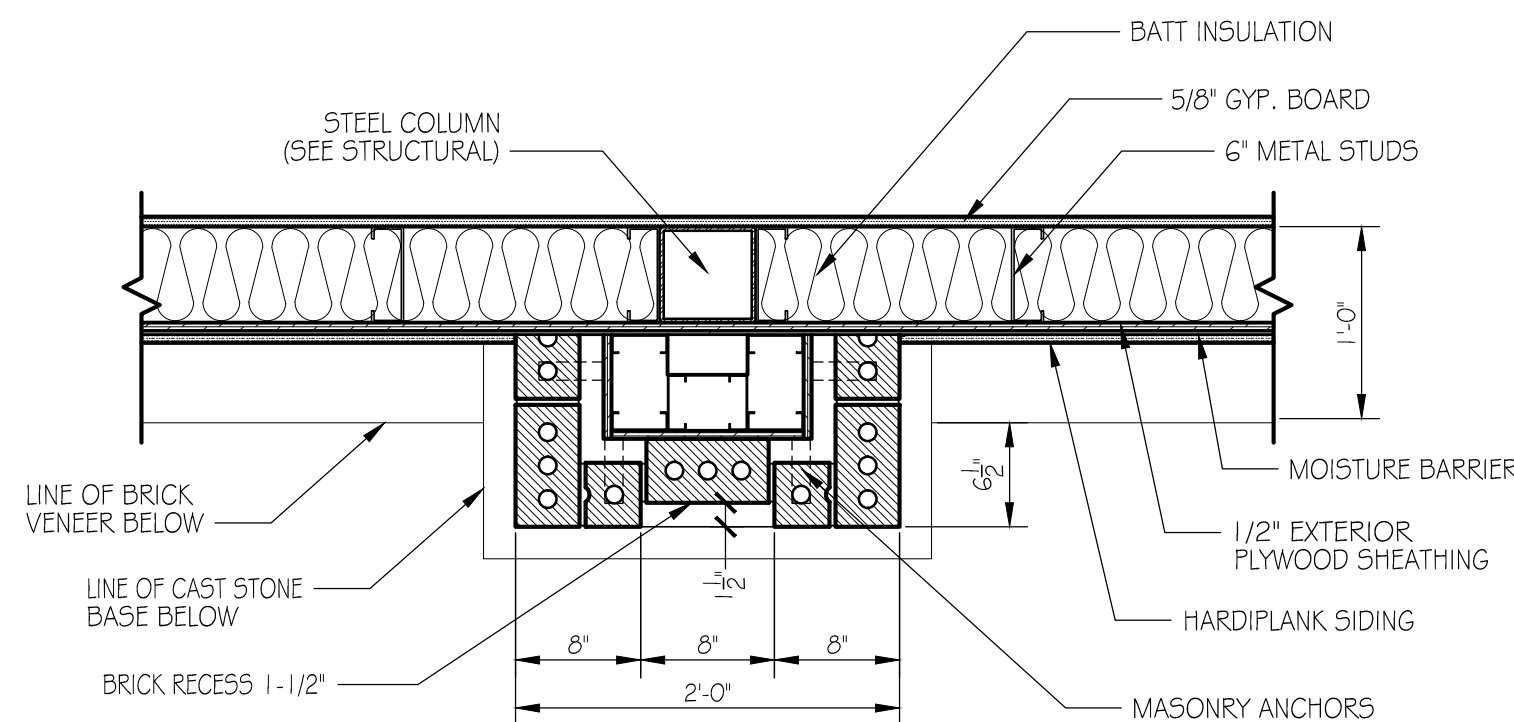 BATT INSULATION
5/8" GYP. BOARD
STEEL COLUMN
(SEE STRUCTURAL)
6" METAL STUDS
1'-0"
6 1/2"
MOISTURE BARRIER
LINE OF BRICK
VENEER BELOW
1/2" EXTERIOR
PLYWOOD SHEATHING
LINE OF CAST STONE
BASE BELOW
1 1/2"
HARDIPLANK SIDING
8"
8"
8"
BRICK RECESS 1-1/2"
2'-0"
MASONRY ANCHORS